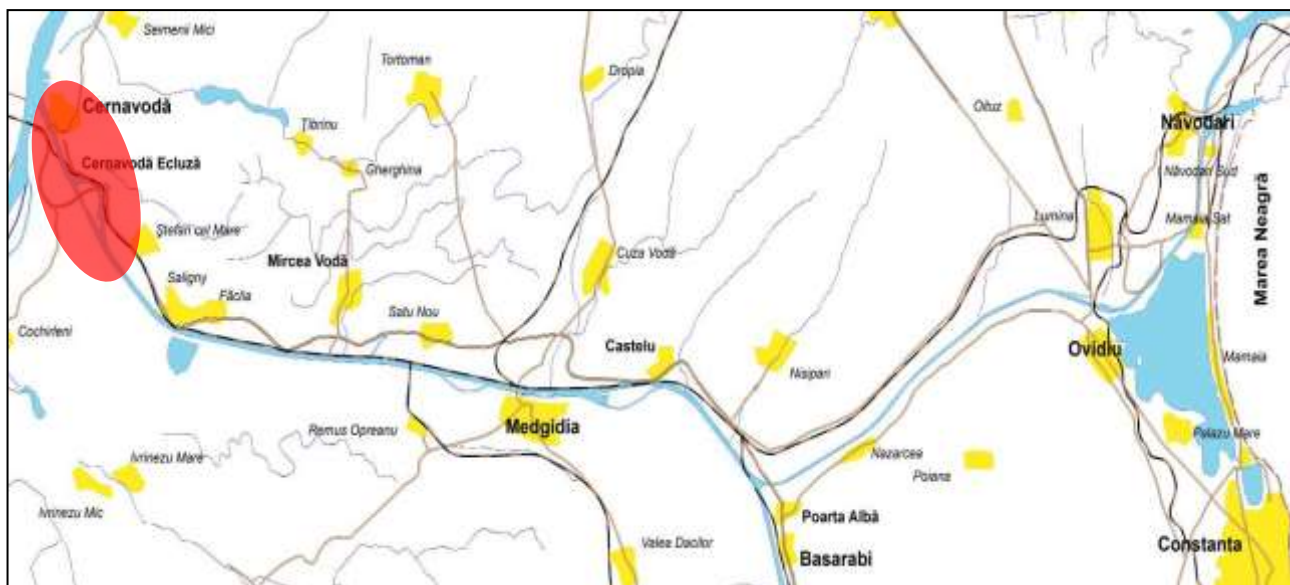 Seimenii Mici
Cernavodă
Cernavodă Ecluză
Ștefan cel Mare
Saligny
Făclia
Cochirleni
Ivrinezu Mare
Ivrinezu Mic
Țibrinu
Gherghina
Tortoman
Mircea Vodă
Satu Nou
Remus Opreanu
Medgidia
Dropia
Cuza Vodă
Castelu
Valea Dacilor
Nisipari
Nazarcea
Poiana
Poarta Albă
Basarabi
Oituz
Lumina
Ovidiu
Năvodari
Năvodari Sud
Mamaia Sat
Marea Neagră
Mamaia
Palazu Mare
Constanta